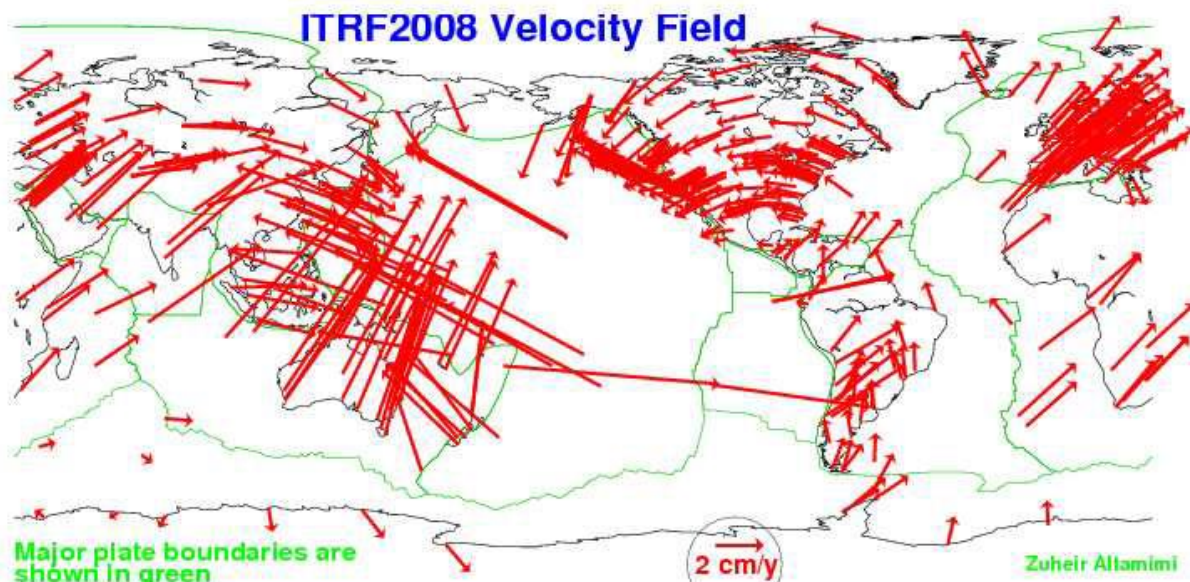 ITRF2008 Velocity Field
Major plate boundaries are
shown in green
2 cm/y
Zuheir Altamimi